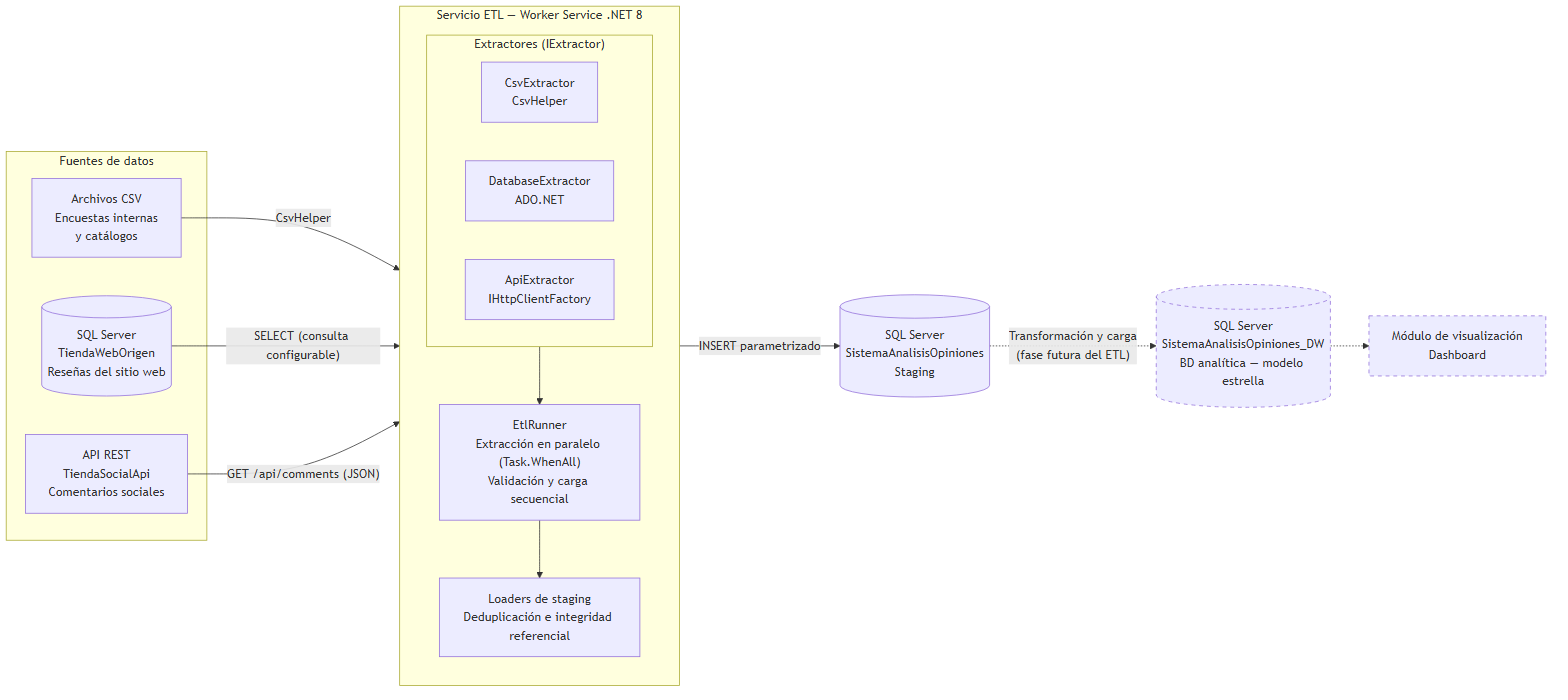 Fuentes de datos
Archivos CSV
Encuestas internas
y catálogos
SQL Server
TiendaWebOrigen
Reseñas del sitio web
API REST
TiendaSocialApi
Comentarios sociales
CsvHelper
SELECT (consulta
configurable)
GET /api/comments (JSON)
Servicio ETL — Worker Service .NET 8
Extractores (IExtractor)
CsvExtractor
CsvHelper
DatabaseExtractor
ADO.NET
ApiExtractor
IHttpClientFactory
EtlRunner
Extracción en paralelo
(Task.WhenAll)
Validación y carga
secuencial
Loaders de staging
Deduplicación e integridad
referencial
INSERT parametrizado
SQL Server
SistemaAnalisisOpiniones
Staging
Transformación y carga
(fase futura del ETL)
SQL Server
SistemaAnalisisOpiniones_DW
BD analítica — modelo
estrella
Módulo de visualización
Dashboard